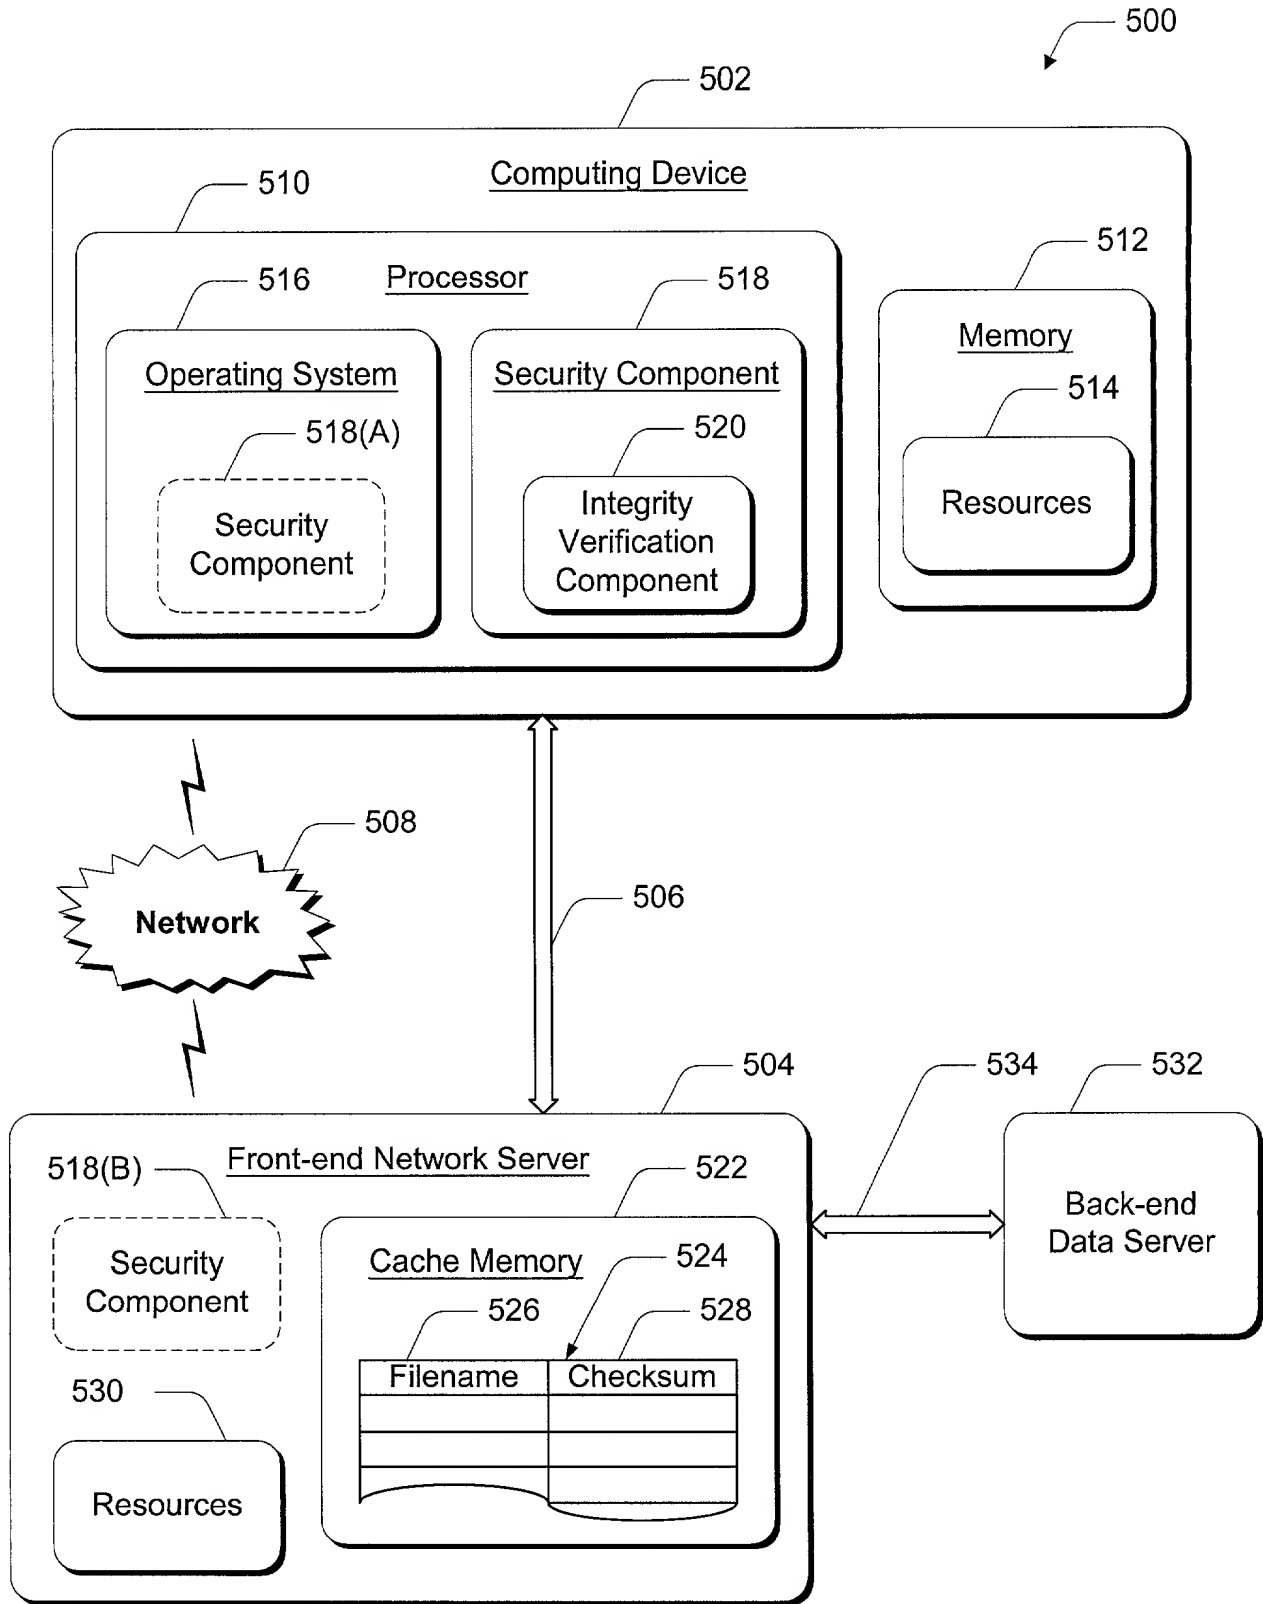 500
502
Computing Device
510
512
Processor
516
518
Memory
Operating System
Security Component
514
518(A)
520
Resources
Security
Component
Integrity
Verification
Component
508
Network
506
504
534
532
518(B)
Front-end Network Server
522
Back-end
Data Server
Security
Component
Cache Memory
524
526
528
Filename
Checksum
530
Resources